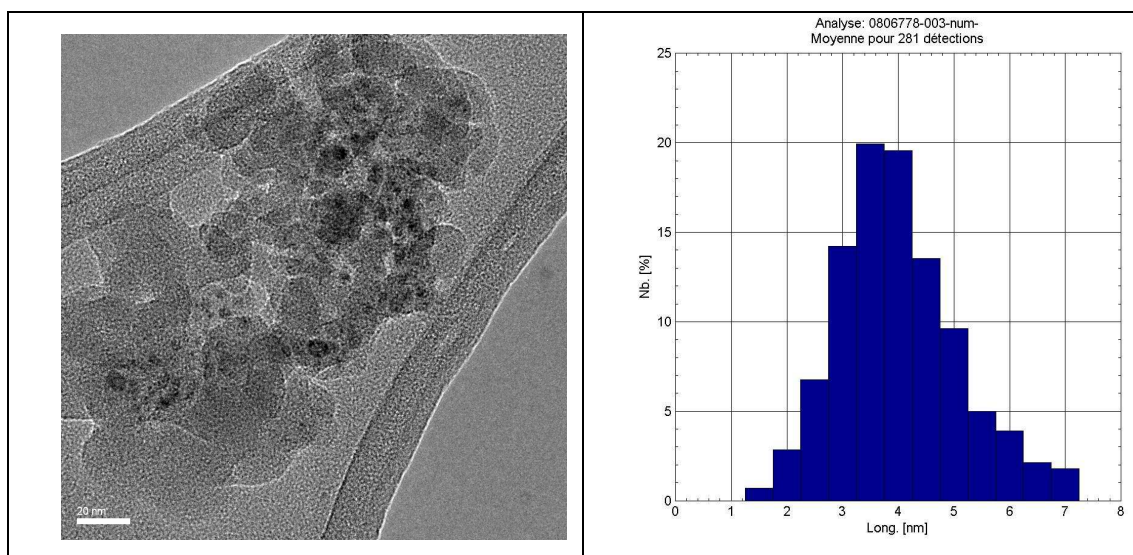 20 nm
Analyse: 0806778-003-num-
Moyenne pour 281 détections
25
20
15
10
5
0
Nb. [%]
0 1 2 3 4 5 6 7 8
Long. [nm]